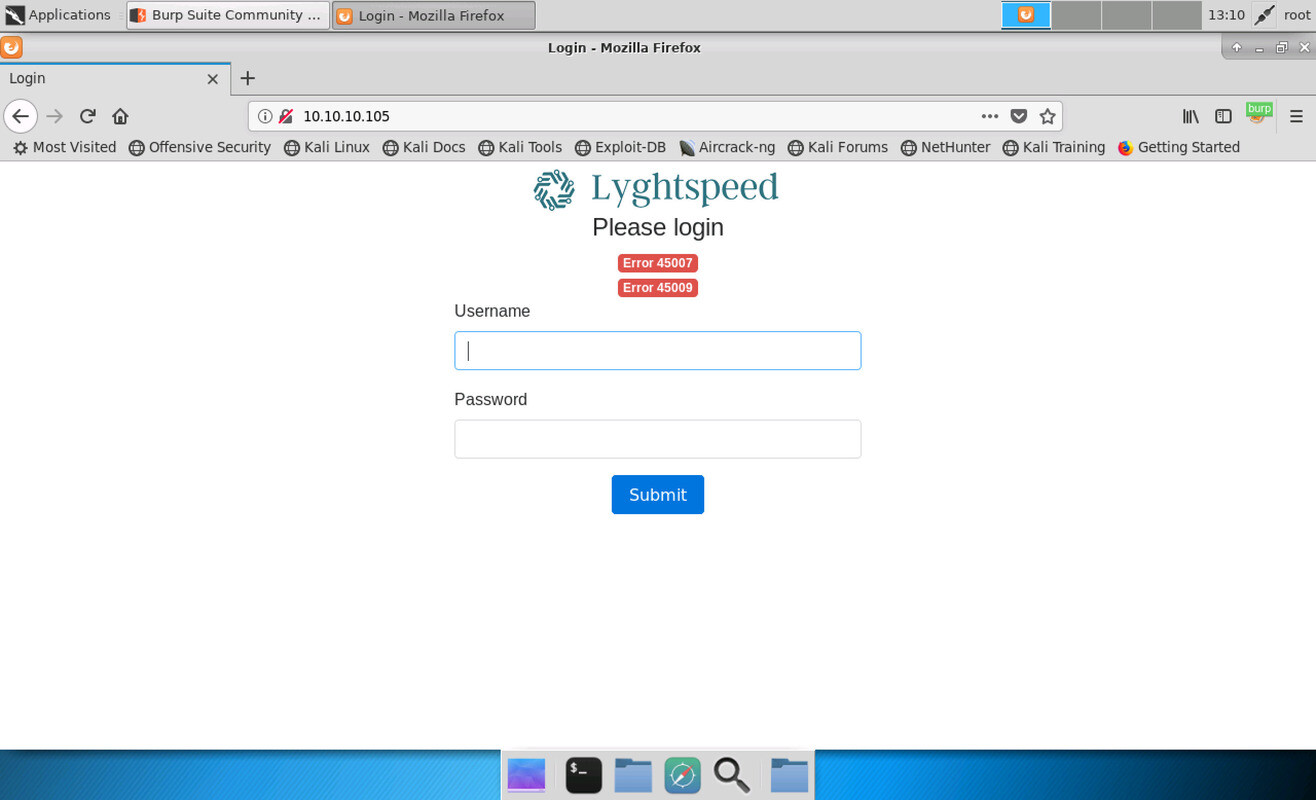 Applications Burp Suite Community ... Login - Mozilla Firefox 13:10 root
Login - Mozilla Firefox
Login
10.10.10.105 burp
Most Visited Offensive Security Kali Linux Kali Docs Kali Tools Exploit-DB Aircrack-ng Kali Forums NetHunter Kali Training Getting Started
Lyghtspeed
Please login
Error 45007
Error 45009
Username
Password
Submit
$_